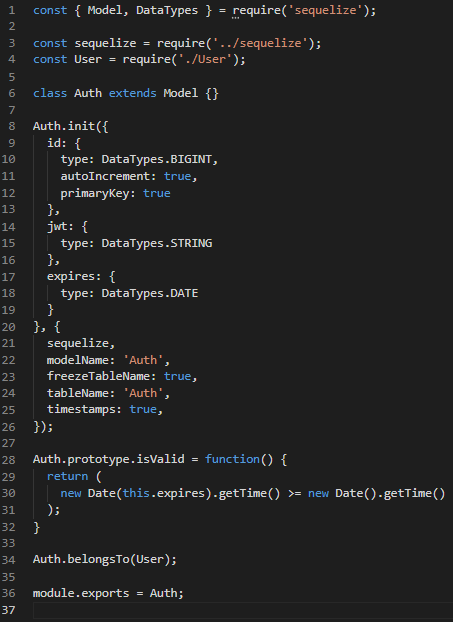 1 const { Model, DataTypes } = require('sequelize');
2
3 const sequelize = require('../sequelize');
4 const User = require('./User');
5
6 class Auth extends Model {}
7
8 Auth.init({
9   id: {
10     type: DataTypes.BIGINT,
11     autoIncrement: true,
12     primaryKey: true
13   },
14   jwt: {
15     type: DataTypes.STRING
16   },
17   expires: {
18     type: DataTypes.DATE
19   }
20 }, {
21   sequelize,
22   modelName: 'Auth',
23   freezeTableName: true,
24   tableName: 'Auth',
25   timestamps: true,
26 });
27
28 Auth.prototype.isValid = function() {
29   return (
30     new Date(this.expires).getTime() >= new Date().getTime()
31   );
32 }
33
34 Auth.belongsTo(User);
35
36 module.exports = Auth;
37